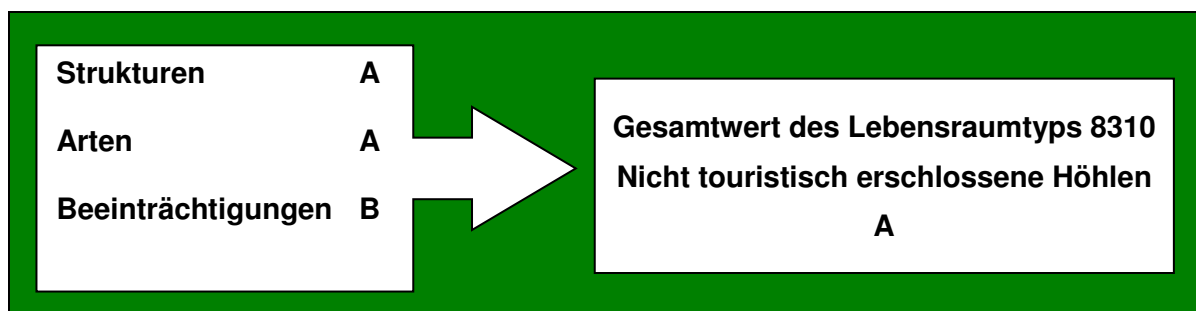 Strukturen A
Arten A
Beeinträchtigungen B
Gesamtwert des Lebensraumtyps 8310
Nicht touristisch erschlossene Höhlen
A